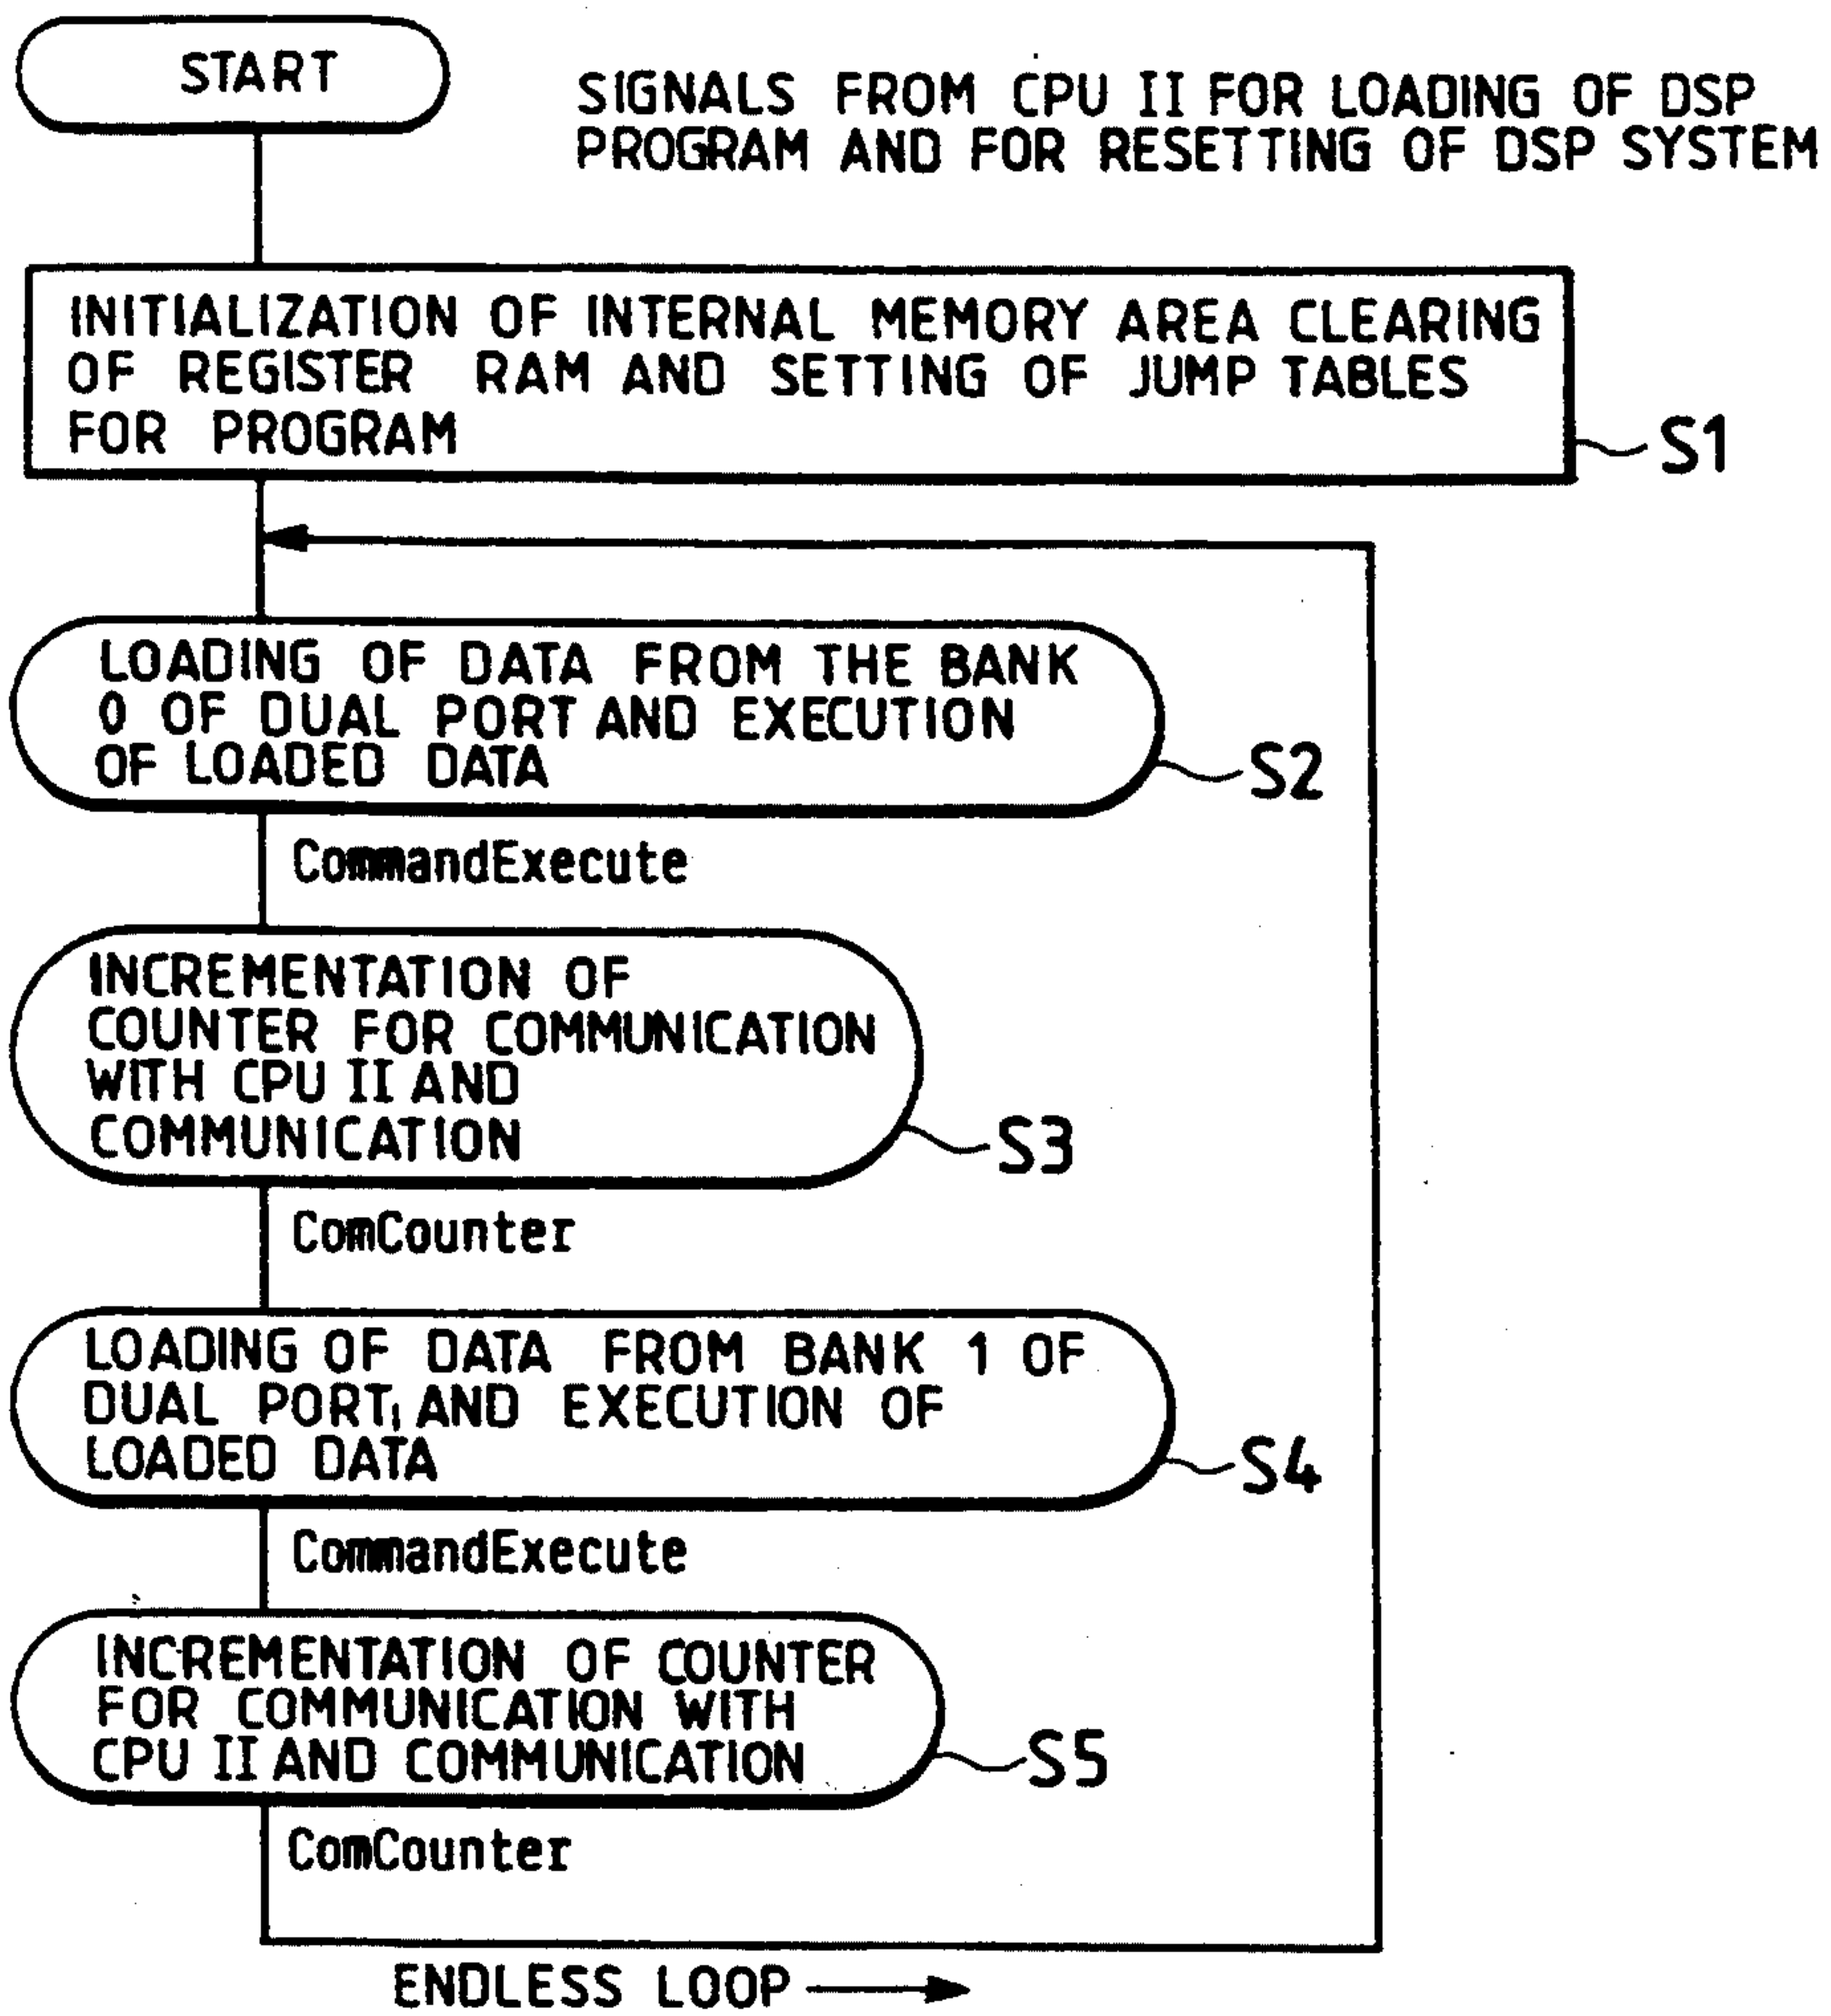 START
SIGNALS FROM CPU II FOR LOADING OF DSP
PROGRAM AND FOR RESETTING OF DSP SYSTEM
INITIALIZATION OF INTERNAL MEMORY AREA CLEARING
OF REGISTER RAM AND SETTING OF JUMP TABLES
FOR PROGRAM
S1
LOADING OF DATA FROM THE BANK
0 OF DUAL PORT AND EXECUTION
OF LOADED DATA
S2
CommandExecute
INCREMENTATION OF
COUNTER FOR COMMUNICATION
WITH CPU II AND
COMMUNICATION
S3
ComCounter
LOADING OF DATA FROM BANK 1 OF
DUAL PORT, AND EXECUTION OF
LOADED DATA
S4
CommandExecute
INCREMENTATION OF COUNTER
FOR COMMUNICATION WITH
CPU II AND COMMUNICATION
S5
ComCounter
ENDLESS LOOP